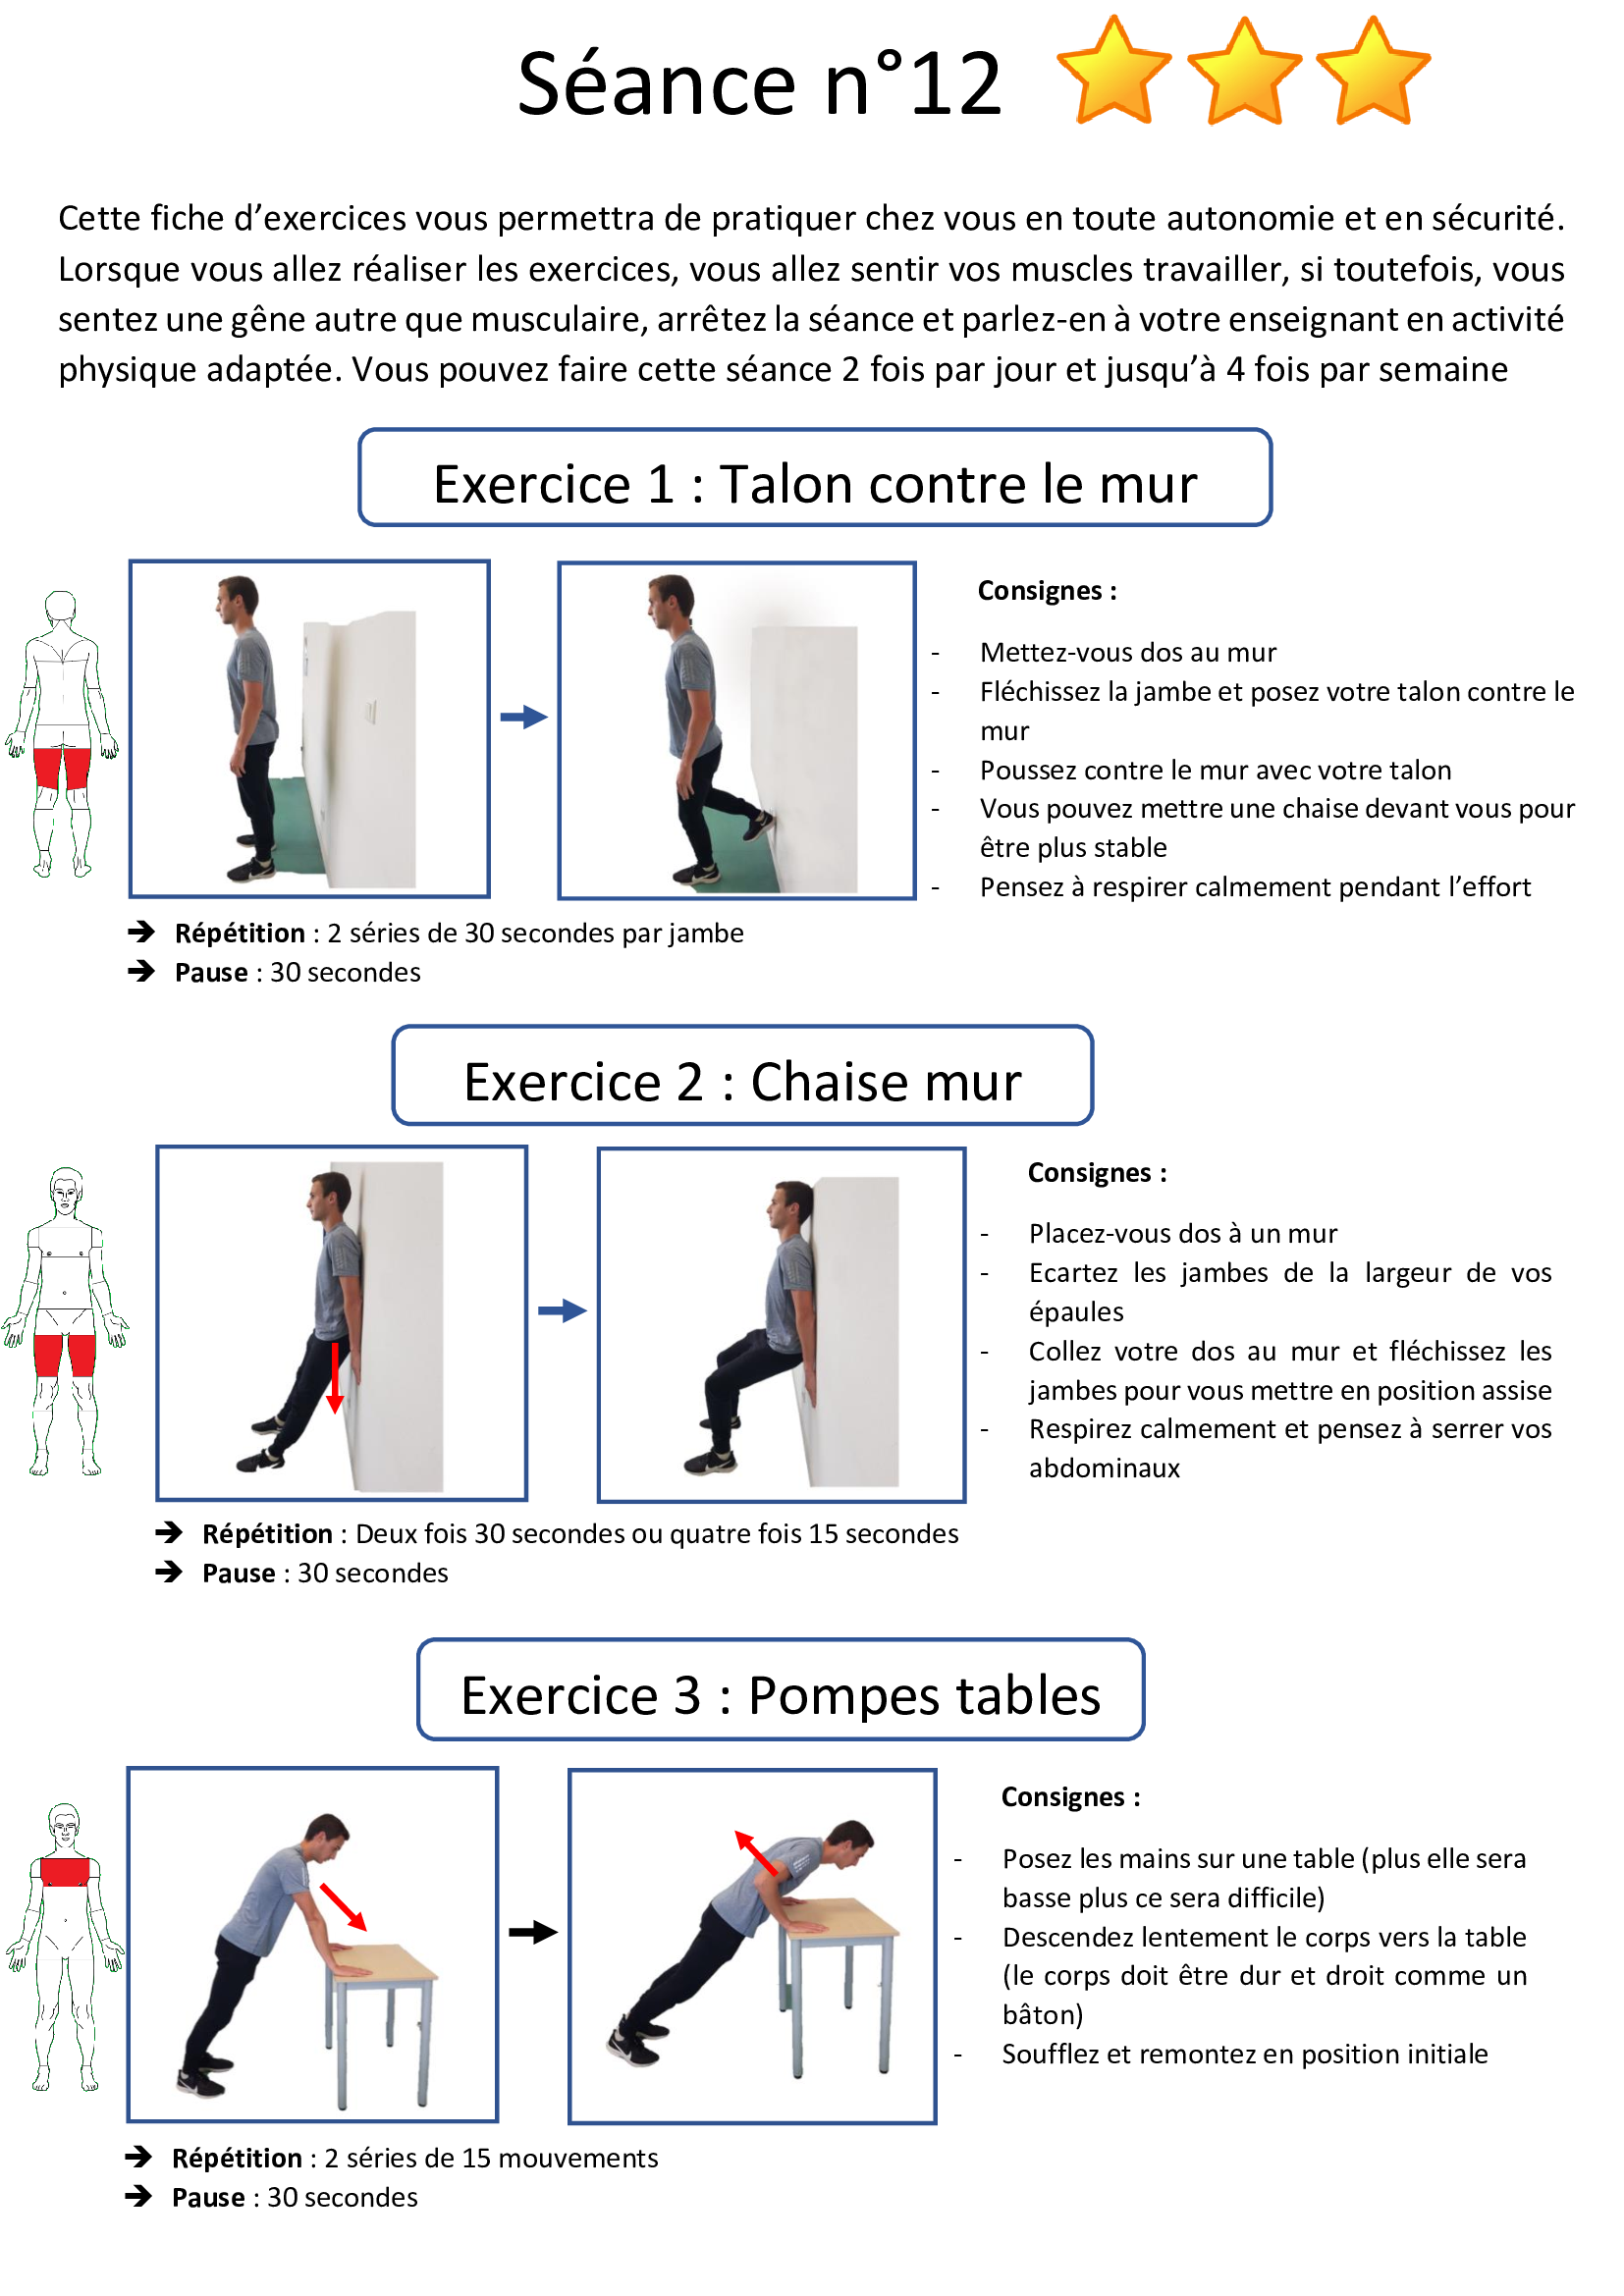 Séance n°12
Cette fiche d’exercices vous permettra de pratiquer chez vous en toute autonomie et en sécurité.
Lorsque vous allez réaliser les exercices, vous allez sentir vos muscles travailler, si toutefois, vous
sentez une gêne autre que musculaire, arrêtez la séance et parlez-en à votre enseignant en activité
physique adaptée. Vous pouvez faire cette séance 2 fois par jour et jusqu’à 4 fois par semaine
Exercice 1 : Talon contre le mur
Consignes :
- Mettez-vous dos au mur
- Fléchissez la jambe et posez votre talon contre le
mur
- Poussez contre le mur avec votre talon
- Vous pouvez mettre une chaise devant vous pour
être plus stable
- Pensez à respirer calmement pendant l’effort
➔ Répétition : 2 séries de 30 secondes par jambe
➔ Pause : 30 secondes
Exercice 2 : Chaise mur
Consignes :
- Placez-vous dos à un mur
- Ecartez les jambes de la largeur de vos
épaules
- Collez votre dos au mur et fléchissez les
jambes pour vous mettre en position assise
- Respirez calmement et pensez à serrer vos
abdominaux
➔ Répétition : Deux fois 30 secondes ou quatre fois 15 secondes
➔ Pause : 30 secondes
Exercice 3 : Pompes tables
Consignes :
- Posez les mains sur une table (plus elle sera
basse plus ce sera difficile)
- Descendez lentement le corps vers la table
(le corps doit être dur et droit comme un
bâton)
- Soufflez et remontez en position initiale
➔ Répétition : 2 séries de 15 mouvements
➔ Pause : 30 secondes